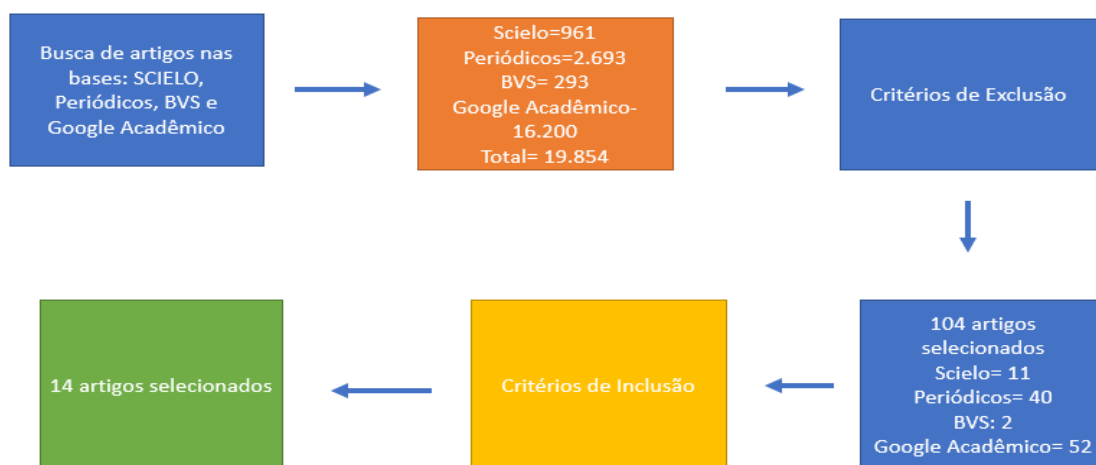 Busca de artigos nas
bases: SCIELO,
Periódicos, BVS e
Google Acadêmico
Scielo=961
Periódicos=2.693
BVS= 293
Google Acadêmico-
16.200
Total= 19.854
Critérios de Exclusão
104 artigos
selecionados
Scielo= 11
Periódicos= 40
BVS: 2
Google Acadêmico= 52
Critérios de Inclusão
14 artigos selecionados